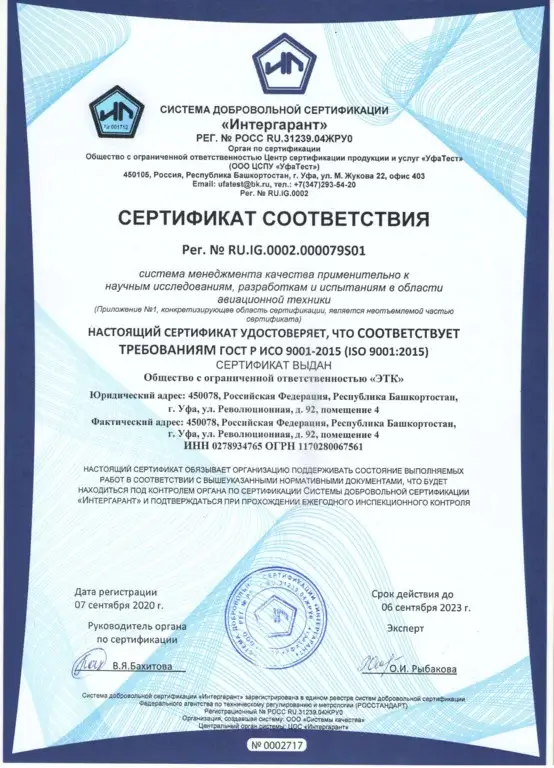 ИЛ
ИЛ
ТИ 001712
СИСТЕМА ДОБРОВОЛЬНОЙ СЕРТИФИКАЦИИ
«Интергарант»
РЕГ. № РОСС RU.31239.04ЖРУ0
Орган по сертификации
Общество с ограниченной ответственностью Центр сертификации продукции и услуг «УфаТест»
(ООО ЦСПУ «УфаТест»)
450105, Россия, Республика Башкортостан, г. Уфа, ул. М. Жукова 22, офис 403
Email: ufatest@bk.ru, тел.: +7(347)293-54-20
Рег. № RU.IG.0002
СЕРТИФИКАТ СООТВЕТСТВИЯ
Рег. № RU.IG.0002.000079S01
система менеджмента качества применительно к
научным исследованиям, разработкам и испытаниям в области
авиационной техники
(Приложение №1, конкретизирующее область сертификации, является неотъемлемой частью
сертификата)
НАСТОЯЩИЙ СЕРТИФИКАТ УДОСТОВЕРЯЕТ, ЧТО СООТВЕТСТВУЕТ
ТРЕБОВАНИЯМ ГОСТ Р ИСО 9001-2015 (ISO 9001:2015)
СЕРТИФИКАТ ВЫДАН
Общество с ограниченной ответственностью «ЭТК»
Юридический адрес: 450078, Российская Федерация, Республика Башкортостан,
г. Уфа, ул. Революционная, д. 92, помещение 4
Фактический адрес: 450078, Российская Федерация, Республика Башкортостан,
г. Уфа, ул. Революционная, д. 92, помещение 4
ИНН 0278934765 ОГРН 1170280067561
НАСТОЯЩИЙ СЕРТИФИКАТ ОБЯЗЫВАЕТ ОРГАНИЗАЦИЮ ПОДДЕРЖИВАТЬ СОСТОЯНИЕ ВЫПОЛНЯЕМЫХ
РАБОТ В СООТВЕТСТВИИ С ВЫШЕУКАЗАННЫМИ НОРМАТИВНЫМИ ДОКУМЕНТАМИ, ЧТО БУДЕТ
НАХОДИТЬСЯ ПОД КОНТРОЛЕМ ОРГАНА ПО СЕРТИФИКАЦИИ СИСТЕМЫ ДОБРОВОЛЬНОЙ СЕРТИФИКАЦИИ
«ИНТЕРГАРАНТ» И ПОДТВЕРЖДАТЬСЯ ПРИ ПРОХОЖДЕНИИ ЕЖЕГОДНОГО ИНСПЕКЦИОННОГО КОНТРОЛЯ
Дата регистрации
07 сентября 2020 г.
Срок действия до
06 сентября 2023 г.
Руководитель органа
по сертификации
Эксперт
В.Я.Бахитова
О.И. Рыбакова
Система добровольной сертификации «Интергарант» зарегистрирована в едином реестре систем добровольной сертификации
Федерального агентства по техническому регулированию и метрологии (РОССТАНДАРТ)
Регистрационный № РОСС RU.31239.04ЖРУ0
Организация, создавшая систему: ООО «Системы качества»
Центральный орган системы: ЦОС «Интергарант»
№ 0002717